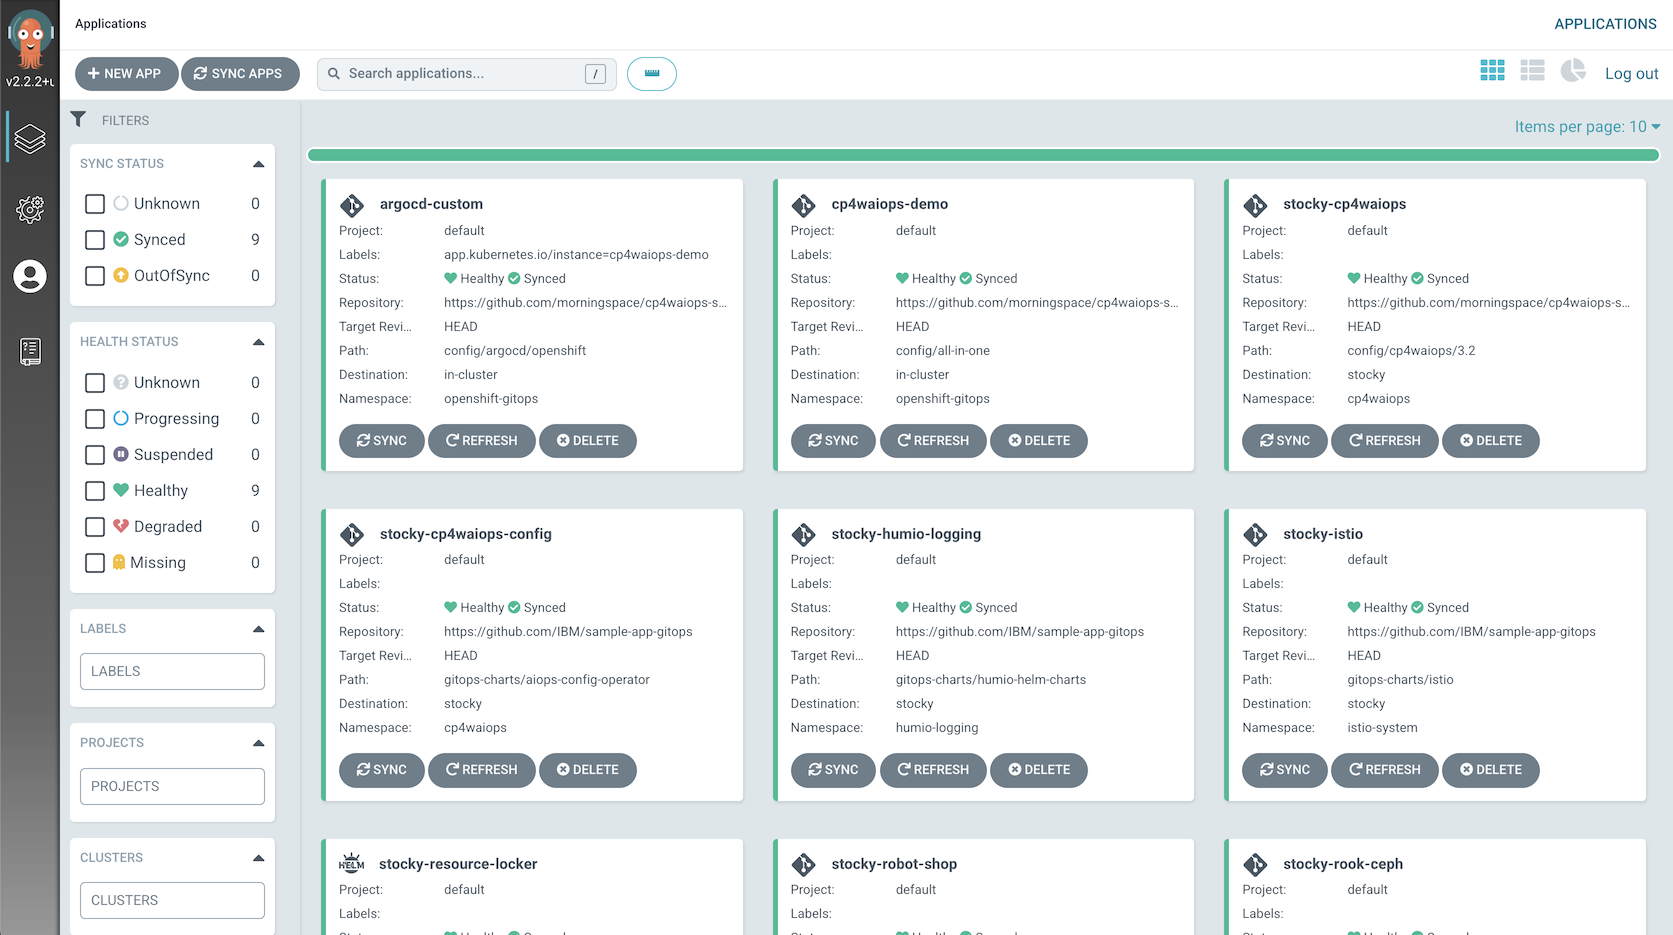 Applications
APPLICATIONS
v2.2.2+u
NEW APP
SYNC APPS
Search applications...
/
Log out
FILTERS
Items per page: 10
SYNC STATUS
Unknown 0
Synced 9
OutOfSync 0
HEALTH STATUS
Unknown 0
Progressing 0
Suspended 0
Healthy 9
Degraded 0
Missing 0
LABELS
LABELS
PROJECTS
PROJECTS
CLUSTERS
CLUSTERS
argocd-custom
Project: default
Labels: app.kubernetes.io/instance=cp4waiops-demo
Status: Healthy Synced
Repository: https://github.com/morningspace/cp4waiops-s...
Target Revi... HEAD
Path: config/argocd/openshift
Destination: in-cluster
Namespace: openshift-gitops
SYNC REFRESH DELETE
cp4waiops-demo
Project: default
Labels:
Status: Healthy Synced
Repository: https://github.com/morningspace/cp4waiops-s...
Target Revi... HEAD
Path: config/all-in-one
Destination: in-cluster
Namespace: openshift-gitops
SYNC REFRESH DELETE
stocky-cp4waiops
Project: default
Labels:
Status: Healthy Synced
Repository: https://github.com/morningspace/cp4waiops-s...
Target Revi... HEAD
Path: config/cp4waiops/3.2
Destination: stocky
Namespace: cp4waiops
SYNC REFRESH DELETE
stocky-cp4waiops-config
Project: default
Labels:
Status: Healthy Synced
Repository: https://github.com/IBM/sample-app-gitops
Target Revi... HEAD
Path: gitops-charts/aiops-config-operator
Destination: stocky
Namespace: cp4waiops
SYNC REFRESH DELETE
stocky-humio-logging
Project: default
Labels:
Status: Healthy Synced
Repository: https://github.com/IBM/sample-app-gitops
Target Revi... HEAD
Path: gitops-charts/humio-helm-charts
Destination: stocky
Namespace: humio-logging
SYNC REFRESH DELETE
stocky-istio
Project: default
Labels:
Status: Healthy Synced
Repository: https://github.com/IBM/sample-app-gitops
Target Revi... HEAD
Path: gitops-charts/istio
Destination: stocky
Namespace: istio-system
SYNC REFRESH DELETE
HELM
stocky-resource-locker
Project: default
Labels:
stocky-robot-shop
Project: default
Labels:
stocky-rook-ceph
Project: default
Labels: